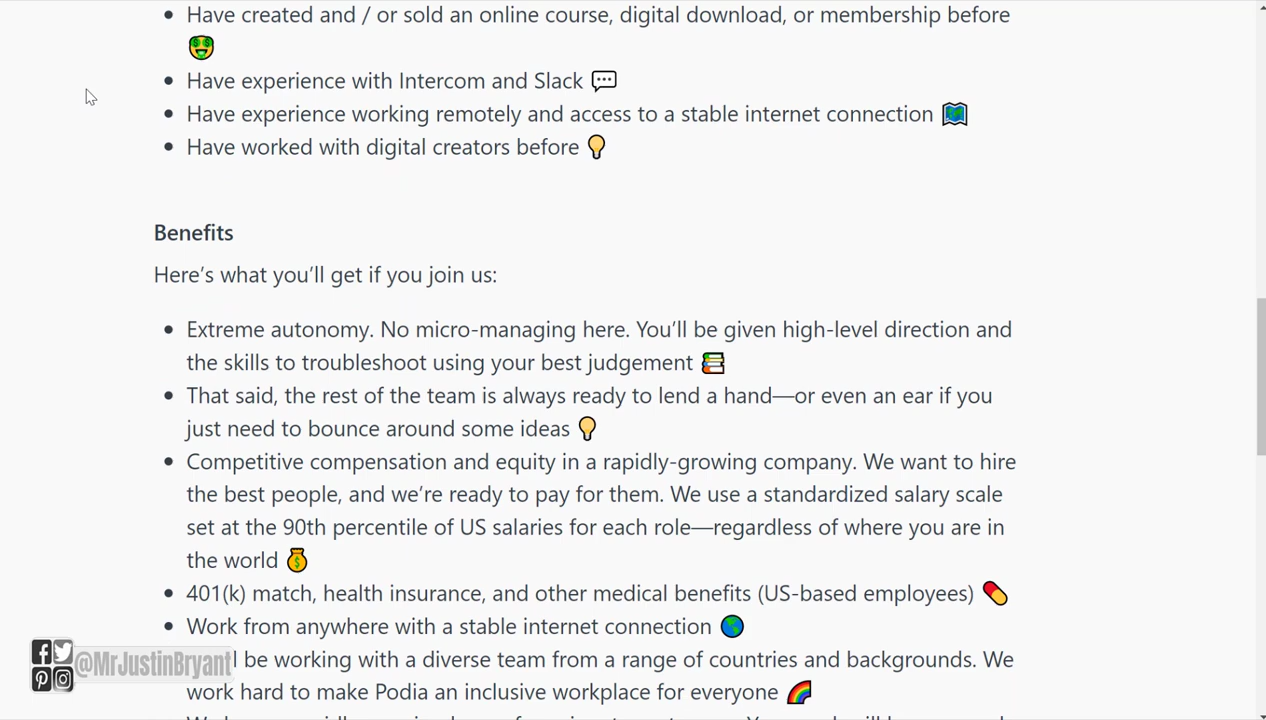 Have created and / or sold an online course, digital download, or membership before
Have experience with Intercom and Slack
Have experience working remotely and access to a stable internet connection
Have worked with digital creators before
Benefits
Here's what you'll get if you join us:
Extreme autonomy. No micro-managing here. You'll be given high-level direction and
the skills to troubleshoot using your best judgement
That said, the rest of the team is always ready to lend a hand—or even an ear if you
just need to bounce around some ideas
Competitive compensation and equity in a rapidly-growing company. We want to hire
the best people, and we're ready to pay for them. We use a standardized salary scale
set at the 90th percentile of US salaries for each role—regardless of where you are in
the world
401(k) match, health insurance, and other medical benefits (US-based employees)
Work from anywhere with a stable internet connection
be working with a diverse team from a range of countries and backgrounds. We
work hard to make Podia an inclusive workplace for everyone
@MrJustinBryant